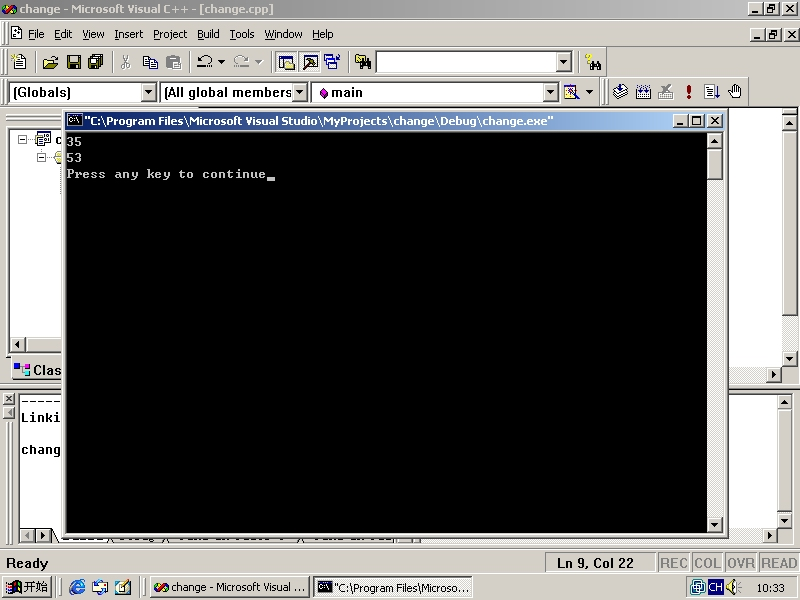 change - Microsoft Visual C++ - [change.cpp]
File Edit View Insert Project Build Tools Window Help
(Globals) (All global members main
"C:\Program Files\Microsoft Visual Studio\MyProjects\change\Debug\change.exe"
35
53
Press any key to continue_
Clas
Linki
chang
Ready Ln 9, Col 22 REC COL OVR READ
开始 change - Microsoft Visual ... "C:\Program Files\Microso... CH 10:33